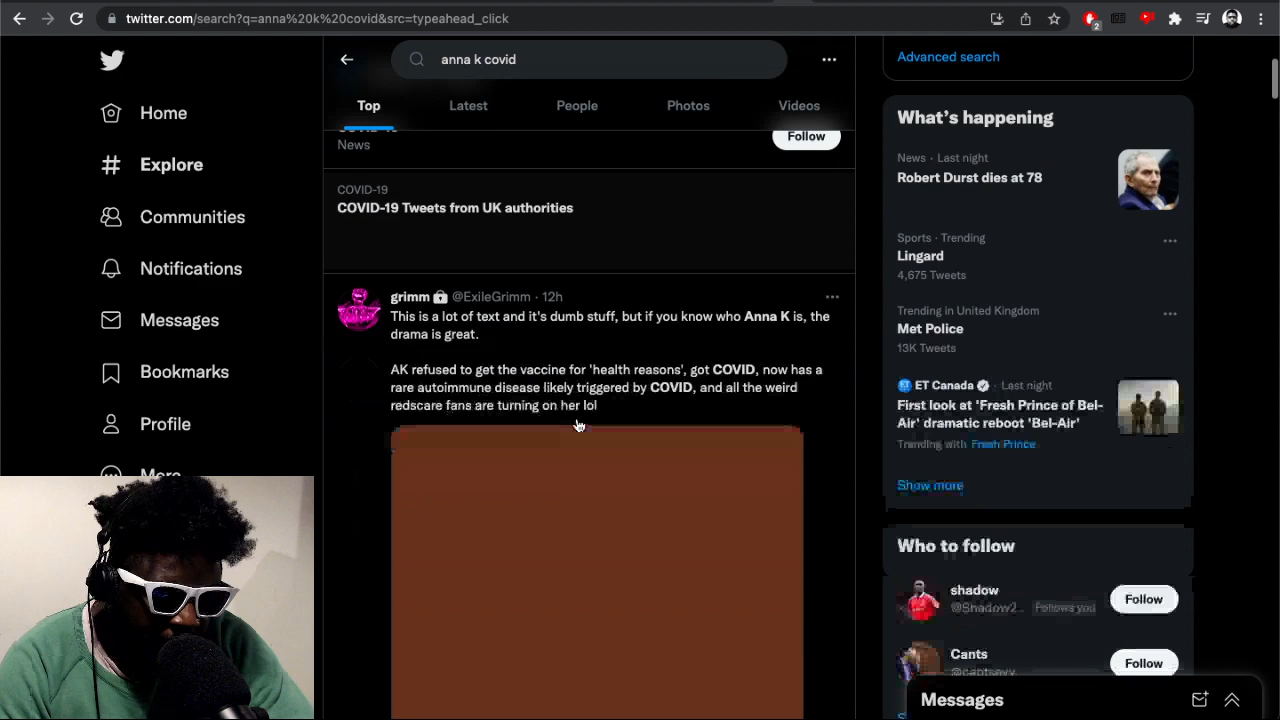 twitter.com/search?q=anna%20k%20covid&src=typeahead_click
2
anna k covid
Top
Latest
People
Photos
Videos
Home
Explore
Communities
Notifications
Messages
Bookmarks
Profile
More
News
Follow
COVID-19
COVID-19 Tweets from UK authorities
grimm @ExileGrimm · 12h
This is a lot of text and it's dumb stuff, but if you know who Anna K is, the
drama is great.
AK refused to get the vaccine for 'health reasons', got COVID, now has a
rare autoimmune disease likely triggered by COVID, and all the weird
redscare fans are turning on her lol
Advanced search
What's happening
News · Last night
Robert Durst dies at 78
Sports · Trending
Lingard
4,675 Tweets
Trending in United Kingdom
Met Police
13K Tweets
ET Canada · Last night
First look at 'Fresh Prince of Bel-
Air' dramatic reboot 'Bel-Air'
Trending with Fresh Prince
Show more
Who to follow
shadow
@Shadow2... Follows you
Follow
Cants
Follow
Messages